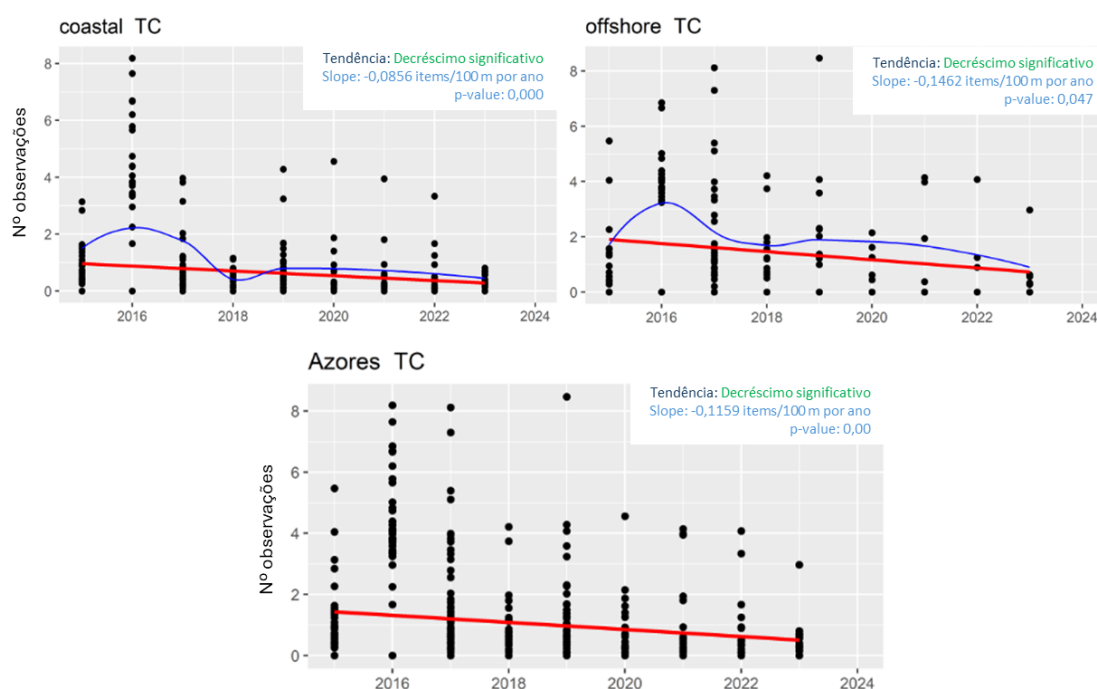 coastal TC
Tendência: Decréscimo significativo
Slope: -0,0856 items/100 m por ano
p-value: 0,000
Nº observações
8
6
4
2
0
2016
2018
2020
2022
2024
offshore TC
Tendência: Decréscimo significativo
Slope: -0,1462 items/100 m por ano
p-value: 0,047
8
6
4
2
0
2016
2018
2020
2022
2024
Azores TC
Tendência: Decréscimo significativo
Slope: -0,1159 items/100 m por ano
p-value: 0,00
Nº observações
8
6
4
2
0
2016
2018
2020
2022
2024